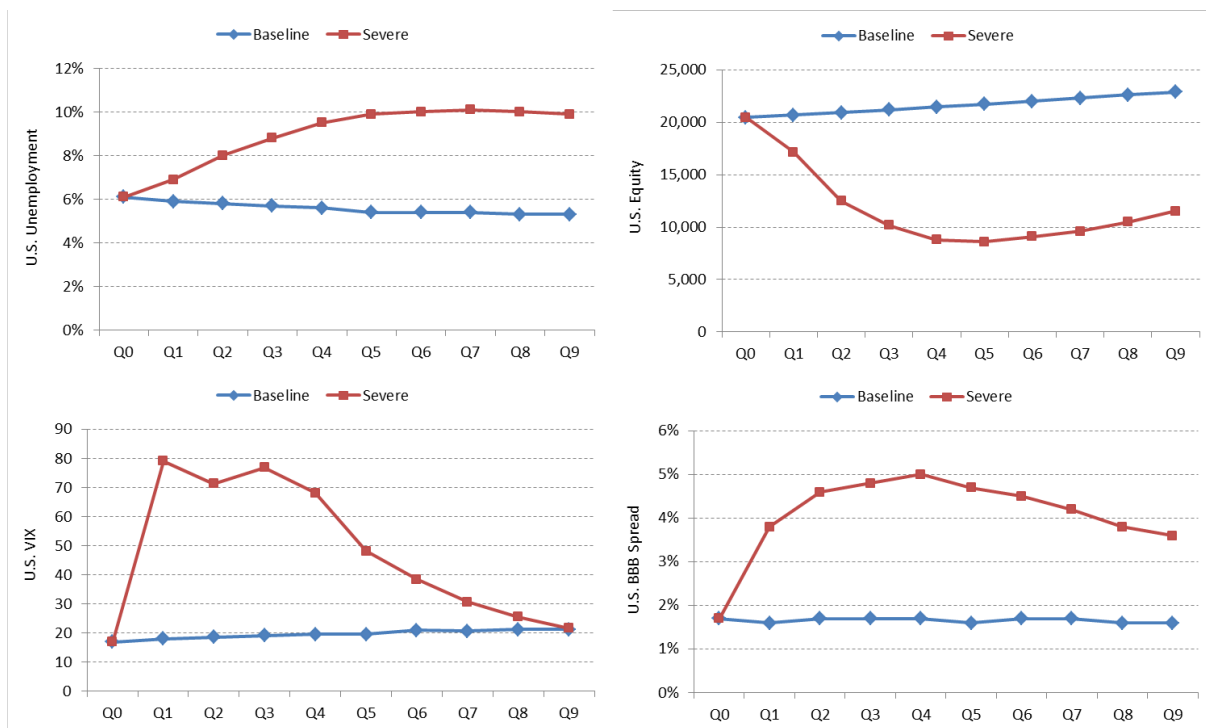 Baseline Severe
U.S. Unemployment
12%
10%
8%
6%
4%
2%
0%
Q0 Q1 Q2 Q3 Q4 Q5 Q6 Q7 Q8 Q9
Baseline Severe
U.S. Equity
25,000
20,000
15,000
10,000
5,000
0
Q0 Q1 Q2 Q3 Q4 Q5 Q6 Q7 Q8 Q9
Baseline Severe
U.S. VIX
90
80
70
60
50
40
30
20
10
0
Q0 Q1 Q2 Q3 Q4 Q5 Q6 Q7 Q8 Q9
Baseline Severe
U.S. BBB Spread
6%
5%
4%
3%
2%
1%
0%
Q0 Q1 Q2 Q3 Q4 Q5 Q6 Q7 Q8 Q9